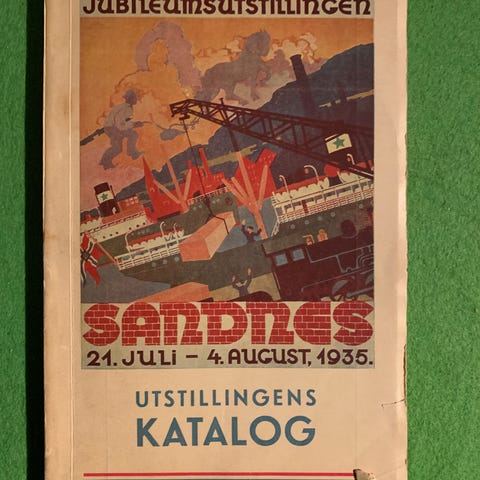 JUBILEUMSUTSTILLINGEN
SANDNES
21. JULI – 4. AUGUST, 1935.
UTSTILLINGENS
KATALOG